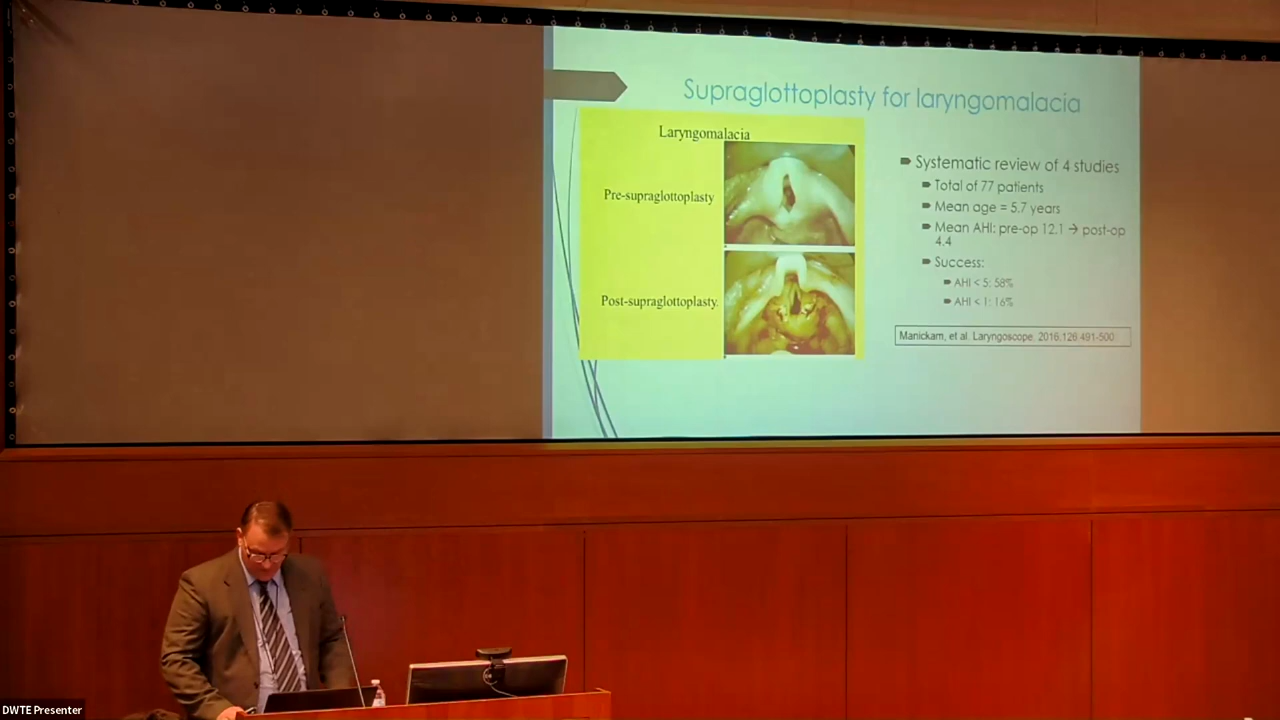 Supraglottoplasty for laryngomalacia
Laryngomalacia
Pre-supraglottoplasty
Post-supraglottoplasty.
Systematic review of 4 studies
Total of 77 patients
Mean age = 5.7 years
Mean AHI: pre-op 12.1 → post-op
4.4
Success:
AHI < 5: 58%
AHI < 1: 16%
Manickam, et al. Laryngoscope. 2016;126:491-500
DWTE Presenter